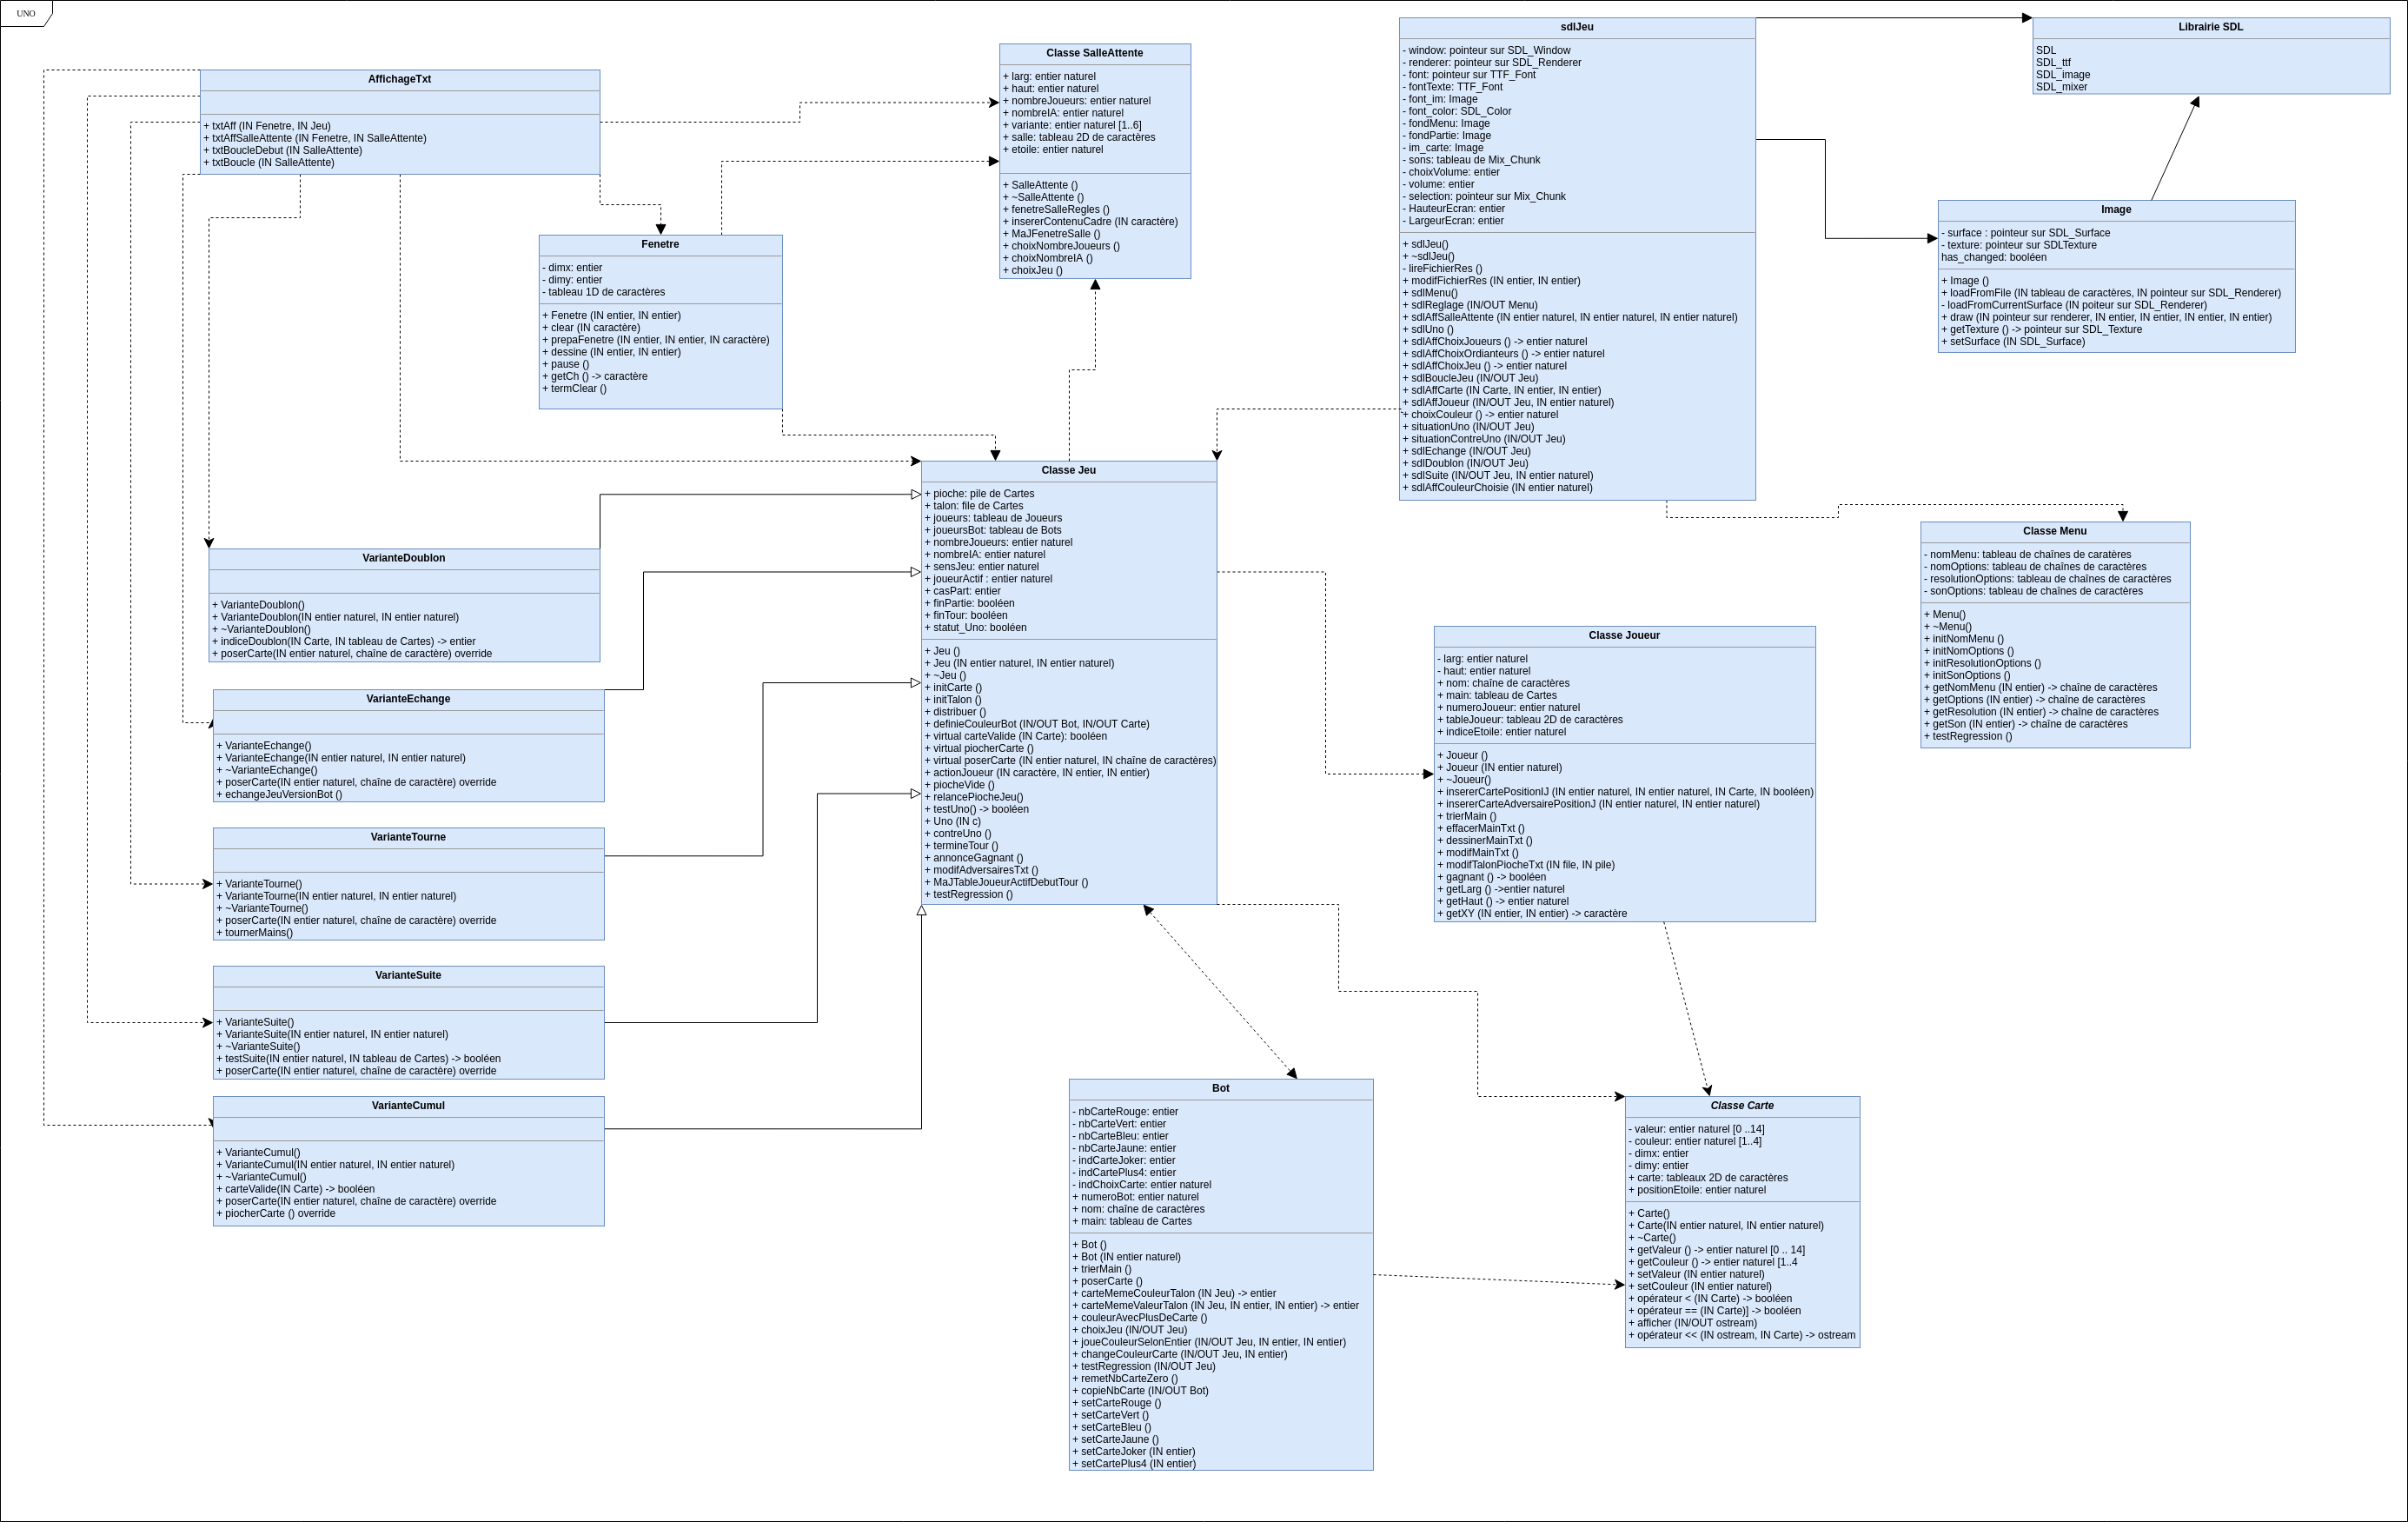 UNO
AffichageTxt
+ txtAff (IN Fenetre, IN Jeu)
+ txtAffSalleAttente (IN Fenetre, IN SalleAttente)
+ txtBoucleDebut (IN SalleAttente)
+ txtBoucle (IN SalleAttente)
Classe SalleAttente
+ larg: entier naturel
+ haut: entier naturel
+ nombreJoueurs: entier naturel
+ nombreIA: entier naturel
+ variante: entier naturel [1..6]
+ salle: tableau 2D de caractères
+ etoile: entier naturel
+ SalleAttente ()
+ ~SalleAttente ()
+ fenetreSalleRegles ()
+ insererContenuCadre (IN caractère)
+ MaJFenetreSalle ()
+ choixNombreJoueurs ()
+ choixNombreIA ()
+ choixJeu ()
sdlJeu
- window: pointeur sur SDL_Window
- renderer: pointeur sur SDL_Renderer
- font: pointeur sur TTF_Font
- fontTexte: TTF_Font
- font_im: Image
- font_color: SDL_Color
- fondMenu: Image
- fondPartie: Image
- im_carte: Image
- sons: tableau de Mix_Chunk
- choixVolume: entier
- volume: entier
- selection: pointeur sur Mix_Chunk
- HauteurEcran: entier
- LargeurEcran: entier
+ sdlJeu()
+ ~sdlJeu()
- lireFichierRes ()
+ modifFichierRes (IN entier, IN entier)
+ sdlMenu()
+ sdlReglage (IN/OUT Menu)
+ sdlAffSalleAttente (IN entier naturel, IN entier naturel, IN entier naturel)
+ sdlUno ()
+ sdlAffChoixJoueurs () -> entier naturel
+ sdlAffChoixOrdianteurs () -> entier naturel
+ sdlAffChoixJeu () -> entier naturel
+ sdlBoucleJeu (IN/OUT Jeu)
+ sdlAffCarte (IN Carte, IN entier, IN entier)
+ sdlAffJoueur (IN/OUT Jeu, IN entier naturel)
+ choixCouleur () -> entier naturel
+ situationUno (IN/OUT Jeu)
+ situationContreUno (IN/OUT Jeu)
+ sdlEchange (IN/OUT Jeu)
+ sdlDoublon (IN/OUT Jeu)
+ sdlSuite (IN/OUT Jeu, IN entier naturel)
+ sdlAffCouleurChoisie (IN entier naturel)
Librairie SDL
SDL
SDL_ttf
SDL_image
SDL_mixer
Image
- surface : pointeur sur SDL_Surface
- texture: pointeur sur SDLTexture
has_changed: booléen
+ Image ()
+ loadFromFile (IN tableau de caractères, IN pointeur sur SDL_Renderer)
- loadFromCurrentSurface (IN poiteur sur SDL_Renderer)
+ draw (IN pointeur sur renderer, IN entier, IN entier, IN entier, IN entier)
+ getTexture () -> pointeur sur SDL_Texture
+ setSurface (IN SDL_Surface)
Fenetre
- dimx: entier
- dimy: entier
- tableau 1D de caractères
+ Fenetre (IN entier, IN entier)
+ clear (IN caractère)
+ prepaFenetre (IN entier, IN entier, IN caractère)
+ dessine (IN entier, IN entier)
+ pause ()
+ getCh () -> caractère
+ termClear ()
Classe Jeu
+ pioche: pile de Cartes
+ talon: file de Cartes
+ joueurs: tableau de Joueurs
+ joueursBot: tableau de Bots
+ nombreJoueurs: entier naturel
+ nombreIA: entier naturel
+ sensJeu: entier naturel
+ joueurActif : entier naturel
+ casPart: entier
+ finPartie: booléen
+ finTour: booléen
+ statut_Uno: booléen
+ Jeu ()
+ Jeu (IN entier naturel, IN entier naturel)
+ ~Jeu ()
+ initCarte ()
+ initTalon ()
+ distribuer ()
+ definieCouleurBot (IN/OUT Bot, IN/OUT Carte)
+ virtual carteValide (IN Carte): booléen
+ virtual piocherCarte ()
+ virtual poserCarte (IN entier naturel, IN chaîne de caractères)
+ actionJoueur (IN caractère, IN entier, IN entier)
+ piocheVide ()
+ relancePiocheJeu()
+ testUno() -> booléen
+ Uno (IN c)
+ contreUno ()
+ termineTour ()
+ annonceGagnant ()
+ modifAdversairesTxt ()
+ MaJTableJoueurActifDebutTour ()
+ testRegression ()
Classe Menu
- nomMenu: tableau de chaînes de caratères
- nomOptions: tableau de chaînes de caractères
- resolutionOptions: tableau de chaînes de caractères
- sonOptions: tableau de chaînes de caractères
+ Menu()
+ ~Menu()
+ initNomMenu ()
+ initNomOptions ()
+ initResolutionOptions ()
+ initSonOptions ()
+ getNomMenu (IN entier) -> chaîne de caractères
+ getOptions (IN entier) -> chaîne de caractères
+ getResolution (IN entier) -> chaîne de caractères
+ getSon (IN entier) -> chaîne de caractères
+ testRegression ()
VarianteDoublon
+ VarianteDoublon()
+ VarianteDoublon(IN entier naturel, IN entier naturel)
+ ~VarianteDoublon()
+ indiceDoublon(IN Carte, IN tableau de Cartes) -> entier
+ poserCarte(IN entier naturel, chaîne de caractère) override
Classe Joueur
- larg: entier naturel
- haut: entier naturel
+ nom: chaîne de caractères
+ main: tableau de Cartes
+ numeroJoueur: entier naturel
+ tableJoueur: tableau 2D de caractères
+ indiceEtoile: entier naturel
+ Joueur ()
+ Joueur (IN entier naturel)
+ ~Joueur()
+ insererCartePositionIJ (IN entier naturel, IN entier naturel, IN Carte, IN booléen)
+ insererCarteAdversairePositionJ (IN entier naturel, IN entier naturel)
+ trierMain ()
+ effacerMainTxt ()
+ dessinerMainTxt ()
+ modifMainTxt ()
+ modifTalonPiocheTxt (IN file, IN pile)
+ gagnant () -> booléen
+ getLarg () ->entier naturel
+ getHaut () -> entier naturel
+ getXY (IN entier, IN entier) -> caractère
VarianteEchange
+ VarianteEchange()
+ VarianteEchange(IN entier naturel, IN entier naturel)
+ ~VarianteEchange()
+ poserCarte(IN entier naturel, chaîne de caractère) override
+ echangeJeuVersionBot ()
VarianteTourne
+ VarianteTourne()
+ VarianteTourne(IN entier naturel, IN entier naturel)
+ ~VarianteTourne()
+ poserCarte(IN entier naturel, chaîne de caractère) override
+ tournerMains()
VarianteSuite
+ VarianteSuite()
+ VarianteSuite(IN entier naturel, IN entier naturel)
+ ~VarianteSuite()
+ testSuite(IN entier naturel, IN tableau de Cartes) -> booléen
+ poserCarte(IN entier naturel, chaîne de caractère) override
VarianteCumul
+ VarianteCumul()
+ VarianteCumul(IN entier naturel, IN entier naturel)
+ ~VarianteCumul()
+ carteValide(IN Carte) -> booléen
+ poserCarte(IN entier naturel, chaîne de caractère) override
+ piocherCarte () override
Bot
- nbCarteRouge: entier
- nbCarteVert: entier
- nbCarteBleu: entier
- nbCarteJaune: entier
- indCarteJoker: entier
- indCartePlus4: entier
- indChoixCarte: entier naturel
+ numeroBot: entier naturel
+ nom: chaîne de caractères
+ main: tableau de Cartes
+ Bot ()
+ Bot (IN entier naturel)
+ trierMain ()
+ poserCarte ()
+ carteMemeCouleurTalon (IN Jeu) -> entier
+ carteMemeValeurTalon (IN Jeu, IN entier, IN entier) -> entier
+ couleurAvecPlusDeCarte ()
+ choixJeu (IN/OUT Jeu)
+ joueCouleurSelonEntier (IN/OUT Jeu, IN entier, IN entier)
+ changeCouleurCarte (IN/OUT Jeu, IN entier)
+ testRegression (IN/OUT Jeu)
+ remetNbCarteZero ()
+ copieNbCarte (IN/OUT Bot)
+ setCarteRouge ()
+ setCarteVert ()
+ setCarteBleu ()
+ setCarteJaune ()
+ setCarteJoker (IN entier)
+ setCartePlus4 (IN entier)
Classe Carte
- valeur: entier naturel [0 ..14]
- couleur: entier naturel [1..4]
- dimx: entier
- dimy: entier
+ carte: tableaux 2D de caractères
+ positionEtoile: entier naturel
+ Carte()
+ Carte(IN entier naturel, IN entier naturel)
+ ~Carte()
+ getValeur () -> entier naturel [0 .. 14]
+ getCouleur () -> entier naturel [1..4
+ setValeur (IN entier naturel)
+ setCouleur (IN entier naturel)
+ opérateur < (IN Carte) -> booléen
+ opérateur == (IN Carte)] -> booléen
+ afficher (IN/OUT ostream)
+ opérateur << (IN ostream, IN Carte) -> ostream